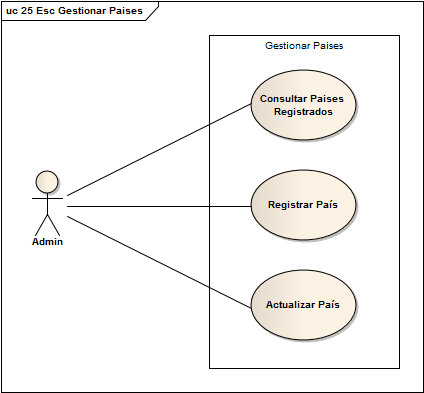 uc 25 Esc Gestionar Paises
Gestionar Paises
Consultar Paises
Registrados
Registrar País
Admin
Actualizar País